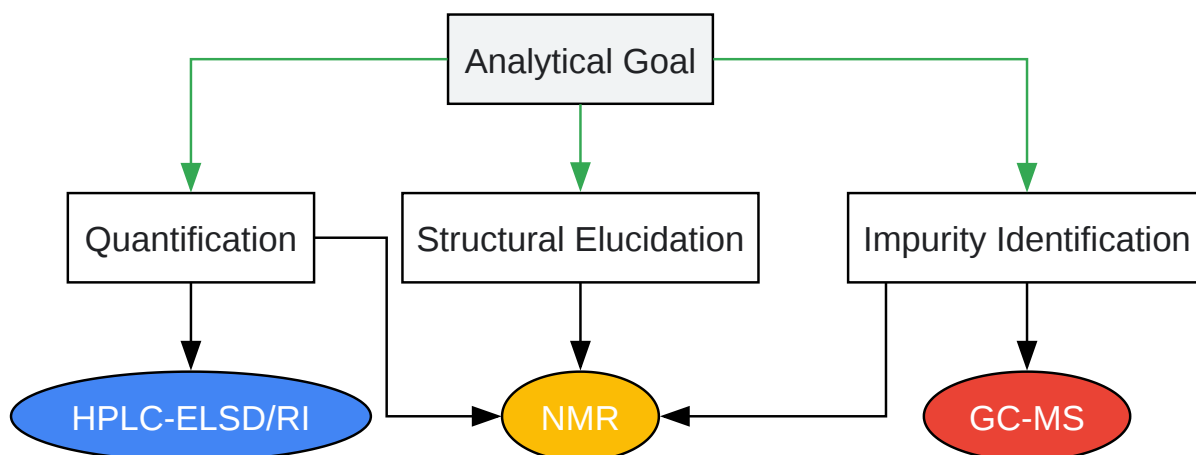 Analytical Goal
Quantification
Structural Elucidation
Impurity Identification
HPLC-ELSD/RI
NMR
GC-MS